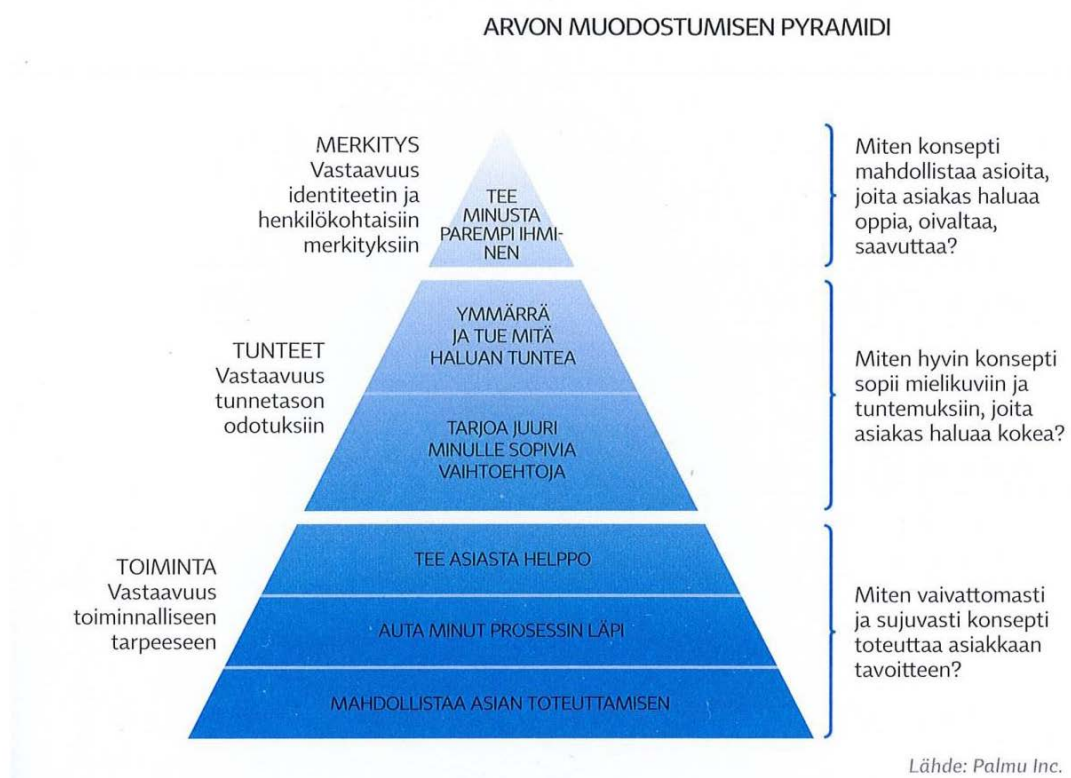 ARVON MUODOSTUMISEN PYRAMIDI
MERKITYS
Vastaavuus
identiteetin ja
henkilökohtaisiin
merkityksiin
TEE
MINUSTA
PAREMPI IHMI-
NEN
Miten konsepti
mahdollistaa asioita,
joita asiakas haluaa
oppia, oivaltaa,
saavuttaa?
TUNTEET
Vastaavuus
tunnetason
odotuksiin
YMMÄRRÄ
JA TUE MITÄ
HALUAN TUNTEA
TARJOA JUURI
MINULLE SOPIVIA
VAIHTOEHTOJA
Miten hyvin konsepti
sopii mielikuviin ja
tuntemuksiin, joita
asiakas haluaa kokea?
TOIMINTA
Vastaavuus
toiminnalliseen
tarpeeseen
TEE ASIASTA HELPPO
AUTA MINUT PROSESSIN LÄPI
MAHDOLLISTAA ASIAN TOTEUTTAMISEN
Miten vaivattomasti
ja sujuvasti konsepti
toteuttaa asiakkaan
tavoitteen?
Lähde: Palmu Inc.